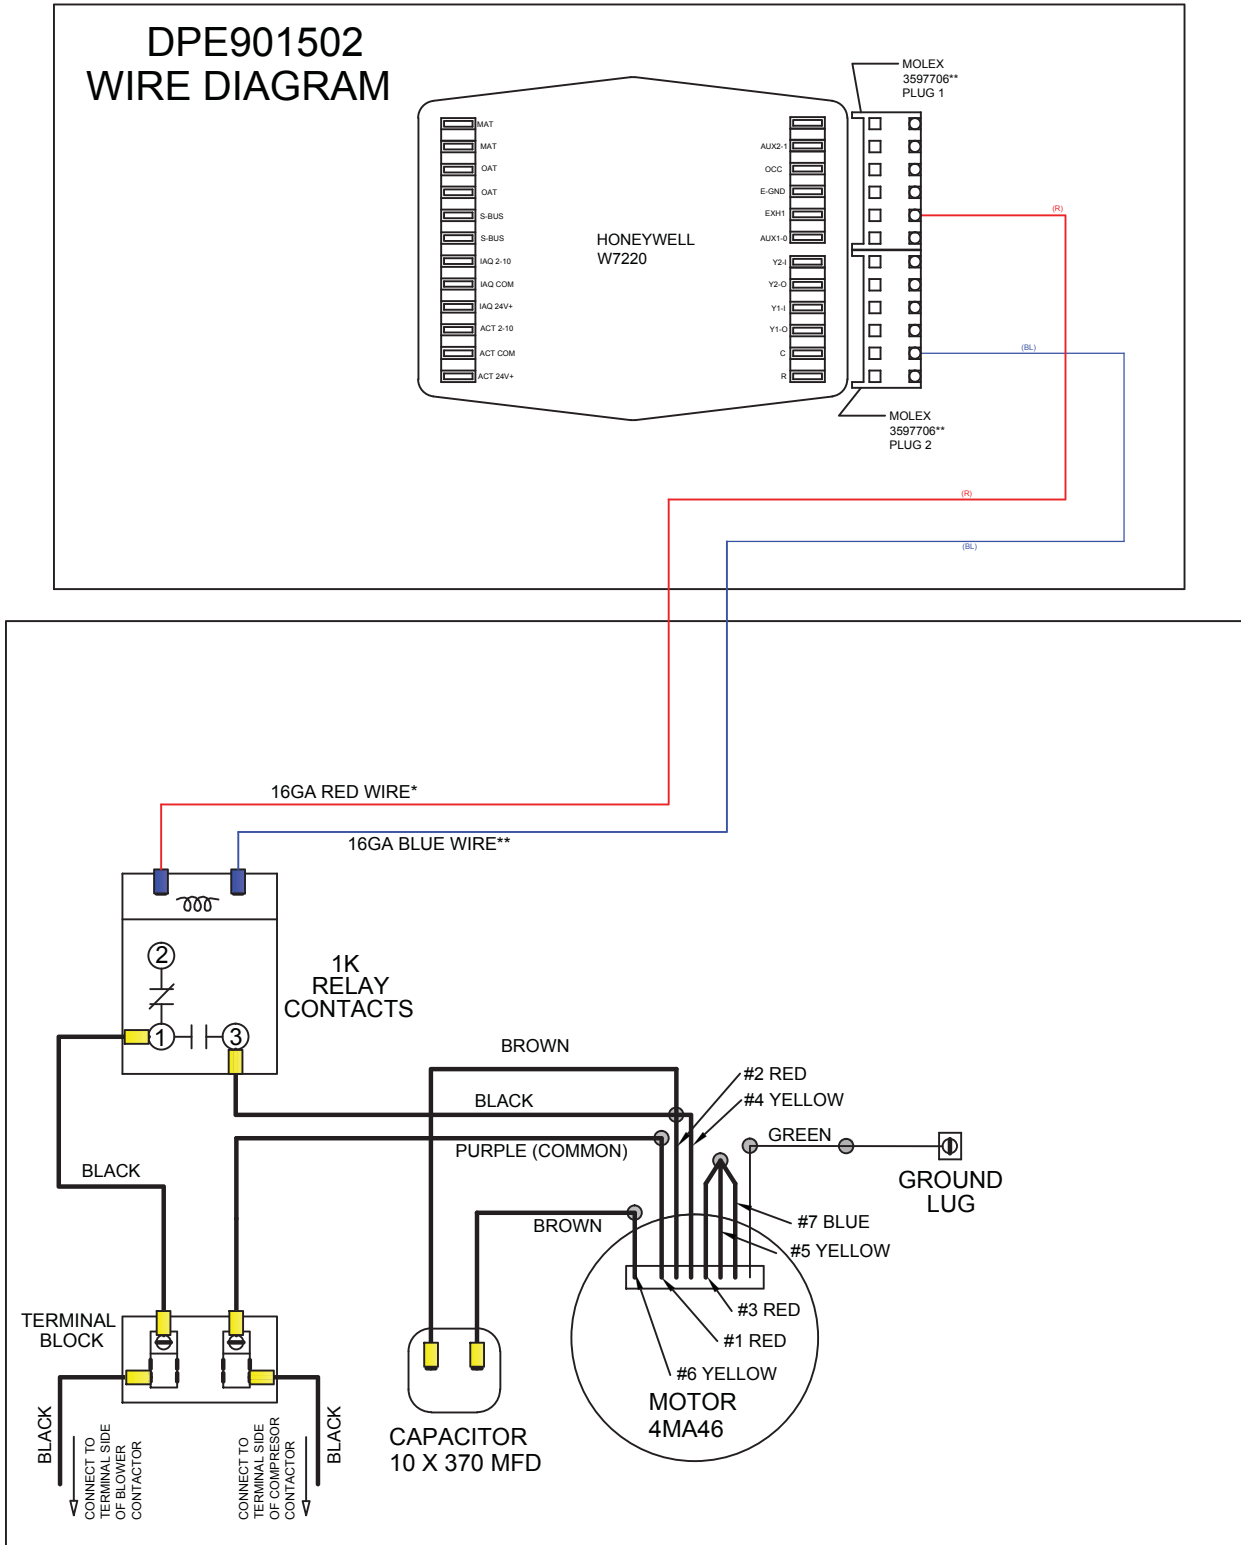 DPE901502
WIRE DIAGRAM
MOLEX
3597706**
PLUG 1
MAT
MAT
OAT
OAT
S-BUS
S-BUS
IAQ 2-10
IAQ COM
IAQ 24V+
ACT 2-10
ACT COM
ACT 24V+
HONEYWELL
W7220
AUX2-1
OCC
E-GND
EXH1
AUX1-0
Y2-I
Y2-O
Y1-I
Y1-O
C
R
(R)
(BL)
MOLEX
3597706**
PLUG 2
(R)
(BL)
16GA RED WIRE*
16GA BLUE WIRE**
2
1
3
1K
RELAY
CONTACTS
BROWN
BLACK
PURPLE (COMMON)
BLACK
BROWN
#2 RED
#4 YELLOW
GREEN
GROUND
LUG
#7 BLUE
#5 YELLOW
#3 RED
#1 RED
#6 YELLOW
MOTOR
4MA46
TERMINAL
BLOCK
BLACK
CONNECT TO
TERMINAL SIDE
OF BLOWER
CONTACTOR
CONNECT TO
TERMINAL SIDE
OF COMPRESOR
CONTACTOR
BLACK
CAPACITOR
10 X 370 MFD